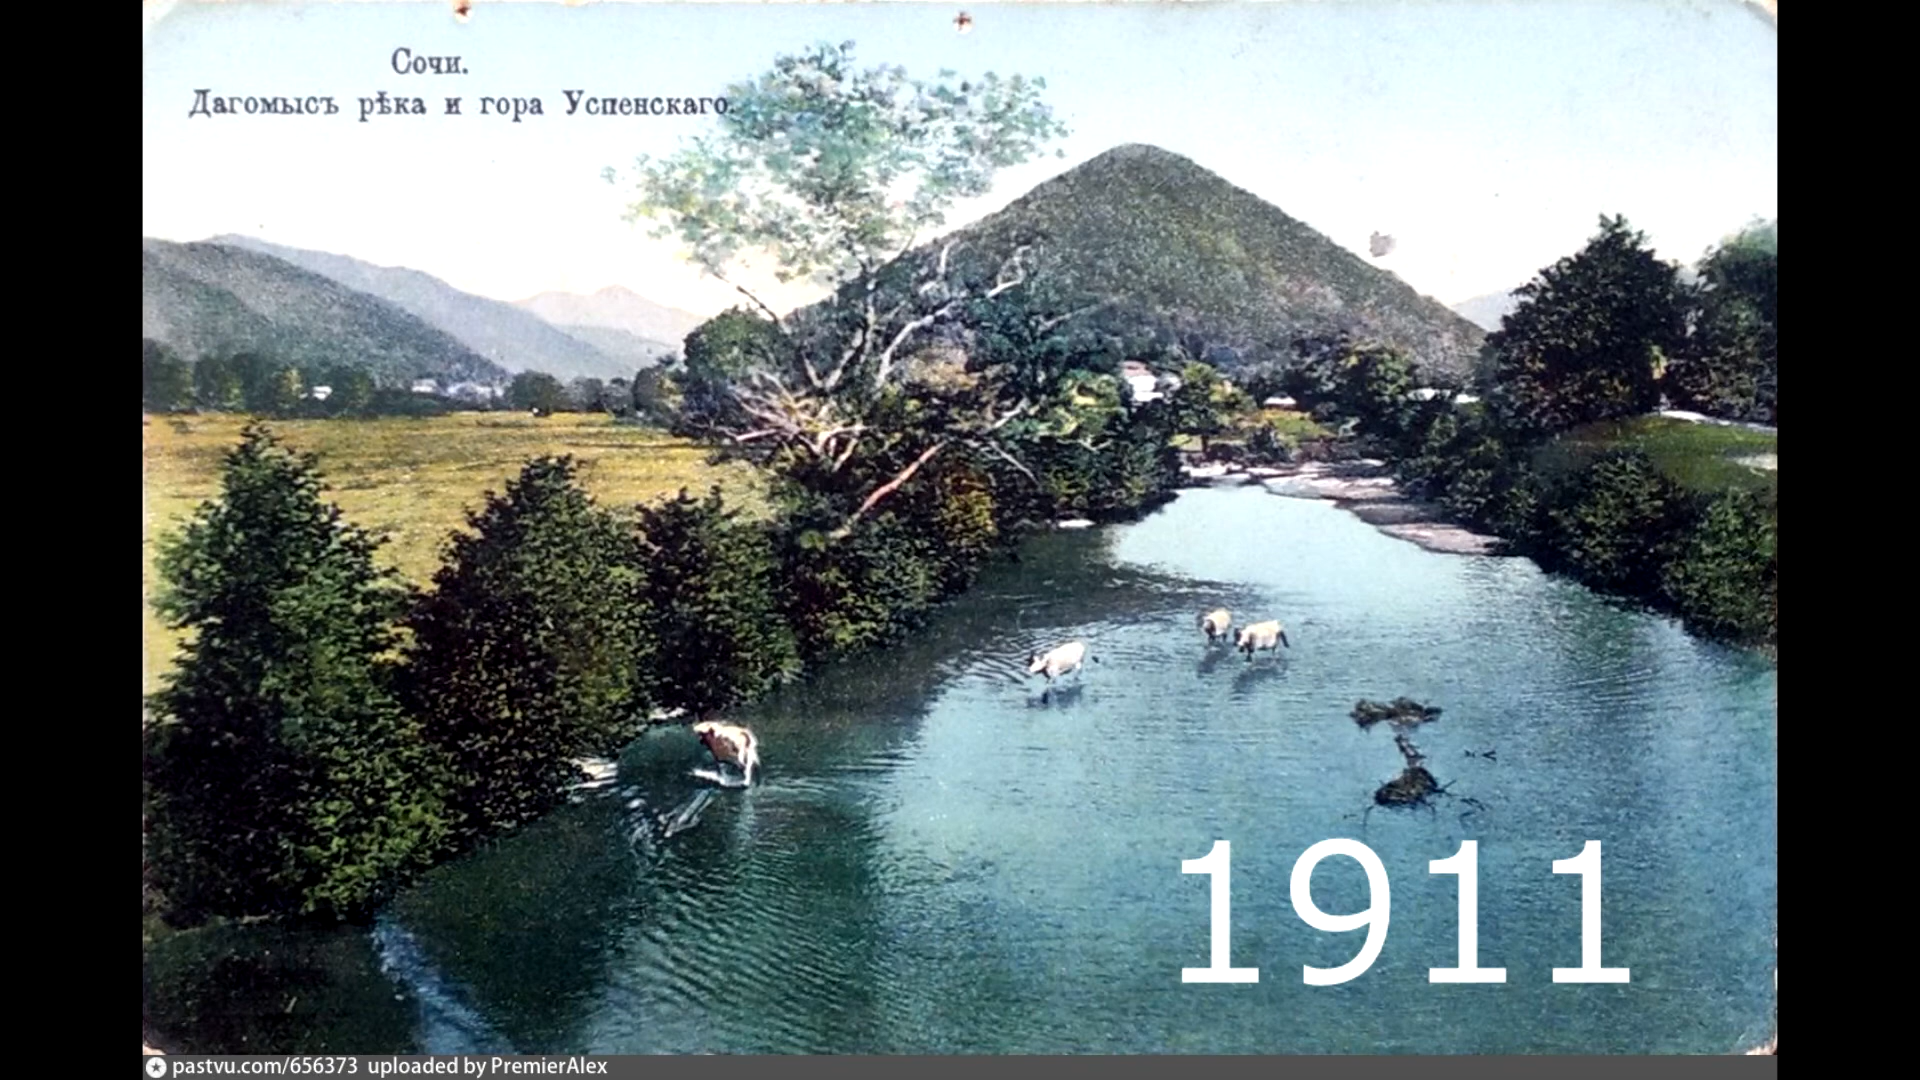 Сочи.
Дагомысъ рѣка и гора Успенскаго.
1911
pastvu.com/656373 uploaded by PremierAlex